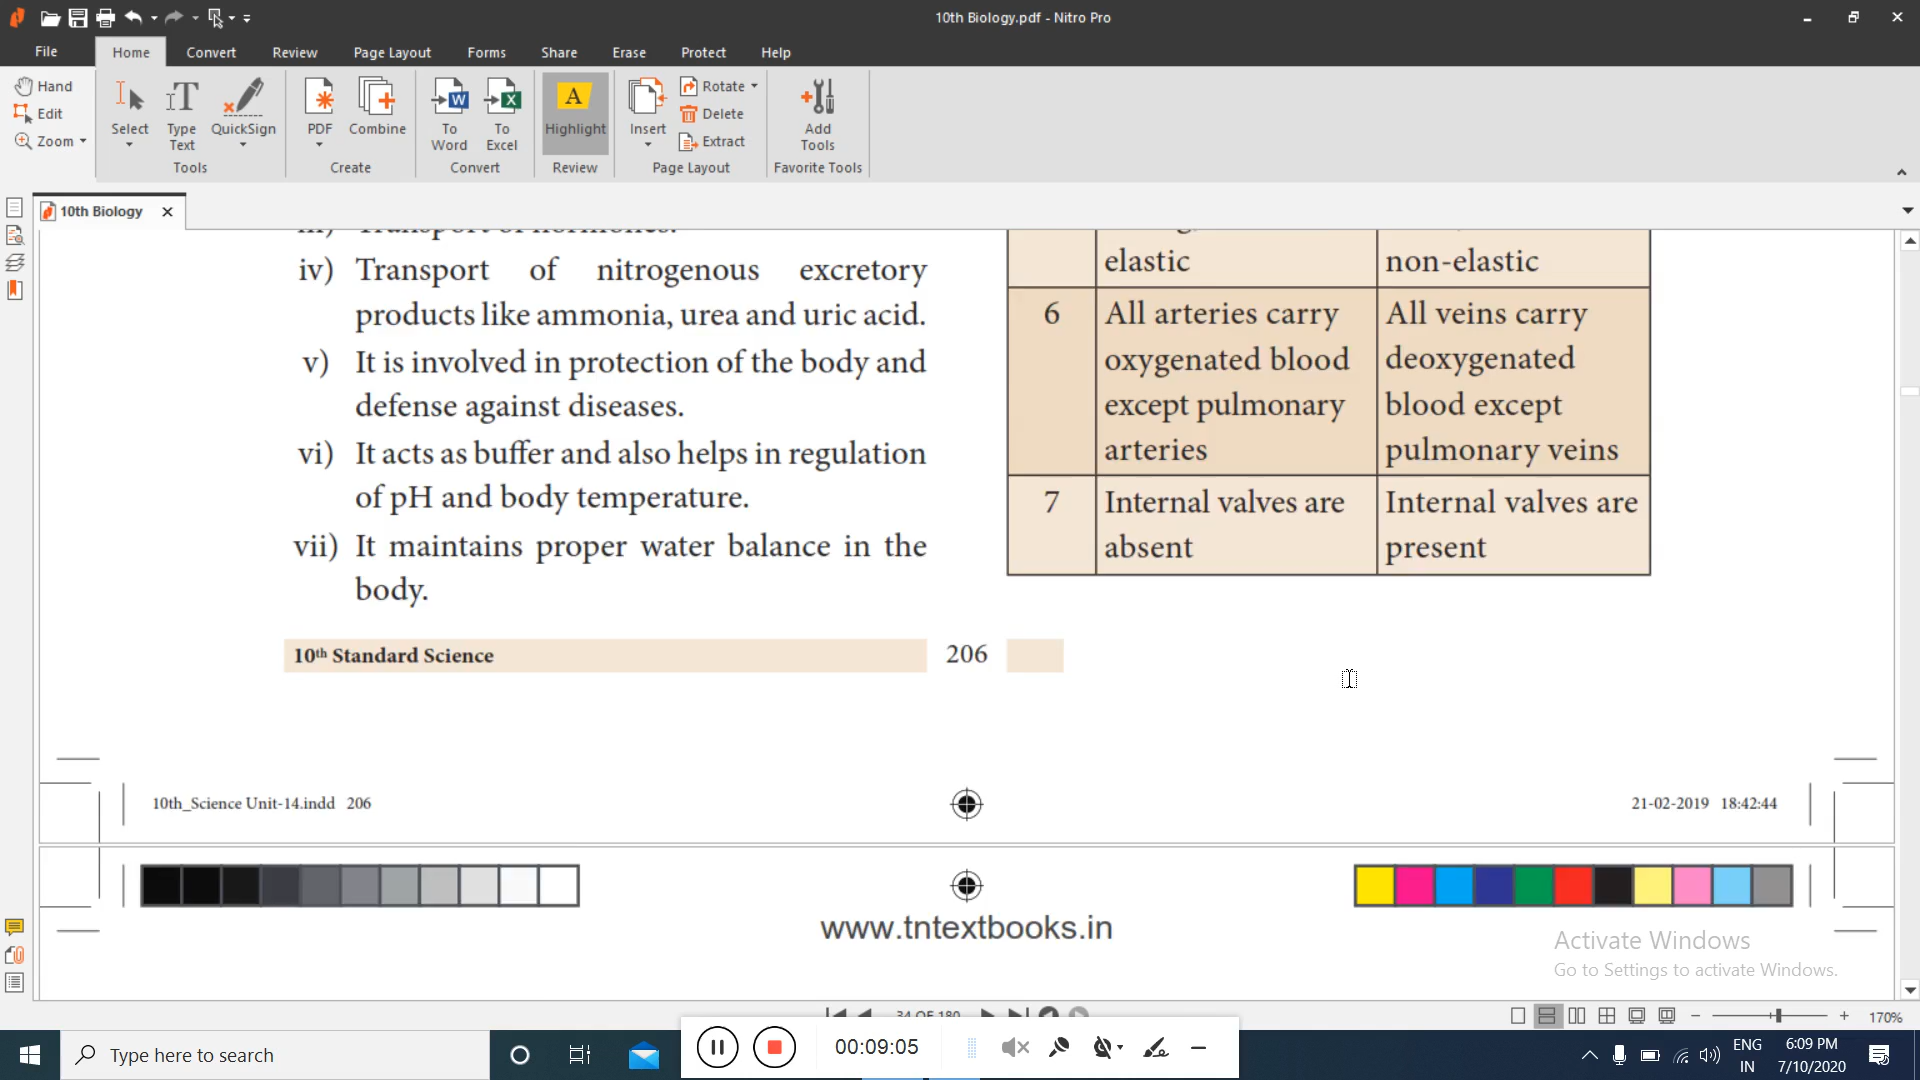 10th Biology.pdf - Nitro Pro
File
Home
Convert
Review
Page Layout
Forms
Share
Erase
Protect
Help
Hand
Edit
Zoom
Select
Type
Text
QuickSign
Tools
PDF
Combine
Create
To
Word
To
Excel
Convert
A
Highlight
Review
Insert
Rotate
Delete
Extract
Page Layout
Add
Tools
Favorite Tools
10th Biology
iii) Transport of hormones.
iv) Transport of nitrogenous excretory
products like ammonia, urea and uric acid.
v) It is involved in protection of the body and
defense against diseases.
vi) It acts as buffer and also helps in regulation
of pH and body temperature.
vii) It maintains proper water balance in the
body.
elastic
non-elastic
6
All arteries carry
oxygenated blood
except pulmonary
arteries
All veins carry
deoxygenated
blood except
pulmonary veins
7
Internal valves are
absent
Internal valves are
present
10th Standard Science
206
10th_Science Unit-14.indd 206
21-02-2019 18:42:44
www.tntextbooks.in
Activate Windows
Go to Settings to activate Windows.
34 OF 180
170%
Type here to search
00:09:05
ENG
IN
6:09 PM
7/10/2020